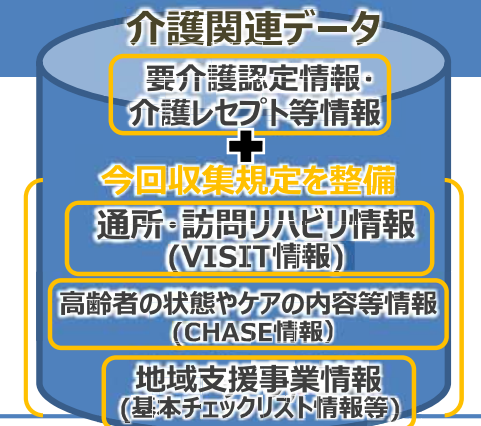 介護関連データ
要介護認定情報・
介護レセプト等情報
+
今回収集規定を整備
通所・訪問リハビリ情報
(VISIT情報)
高齢者の状態やケアの内容等情報
(CHASE情報)
地域支援事業情報
(基本チェックリスト情報等)